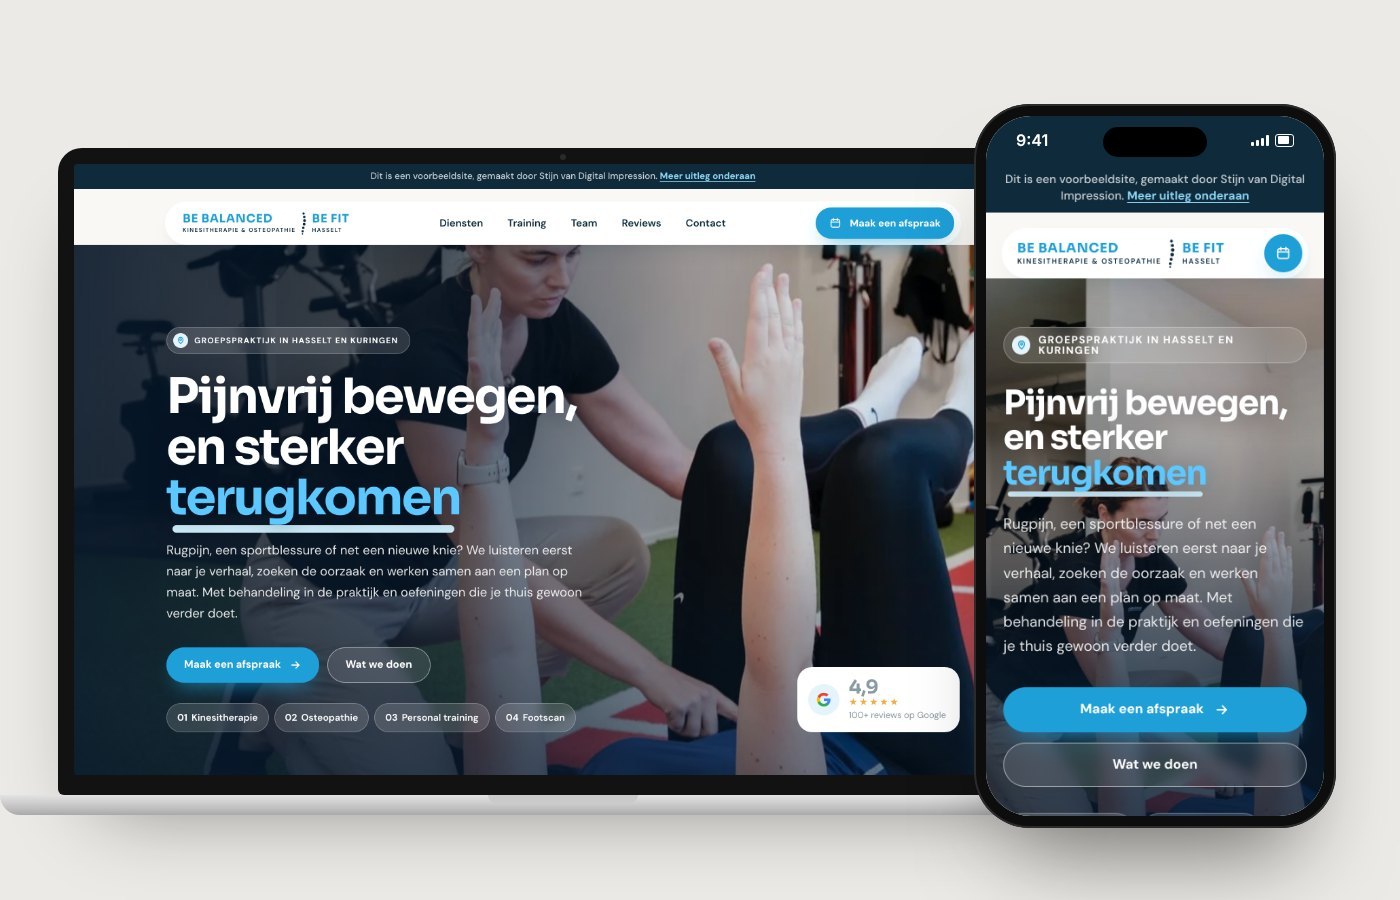 Dit is een voorbeeldsite, gemaakt door Stijn van Digital Impression. Meer uitleg onderaan
BE BALANCED
KINESITHERAPIE & OSTEOPATHIE
BE FIT
HASSELT
Diensten
Training
Team
Reviews
Contact
Maak een afspraak
GROEPSPRAKTIJK IN HASSELT EN KURINGEN
Pijnvrij bewegen,
en sterker
terugkomen
Rugpijn, een sportblessure of net een nieuwe knie? We luisteren eerst
naar je verhaal, zoeken de oorzaak en werken samen aan een plan op
maat. Met behandeling in de praktijk en oefeningen die je thuis gewoon
verder doet.
Maak een afspraak →
Wat we doen
01 Kinesitherapie
02 Osteopathie
03 Personal training
04 Footscan
G
4,9
★★★★★
100+ reviews op Google
9:41
Dit is een voorbeeldsite, gemaakt door Stijn van Digital
Impression. Meer uitleg onderaan
BE BALANCED
KINESITHERAPIE & OSTEOPATHIE
BE FIT
HASSELT
GROEPSPRAKTIJK IN HASSELT EN
KURINGEN
Pijnvrij bewegen,
en sterker
terugkomen
Rugpijn, een sportblessure of net een
nieuwe knie? We luisteren eerst naar je
verhaal, zoeken de oorzaak en werken
samen aan een plan op maat. Met
behandeling in de praktijk en oefeningen die
je thuis gewoon verder doet.
Maak een afspraak →
Wat we doen